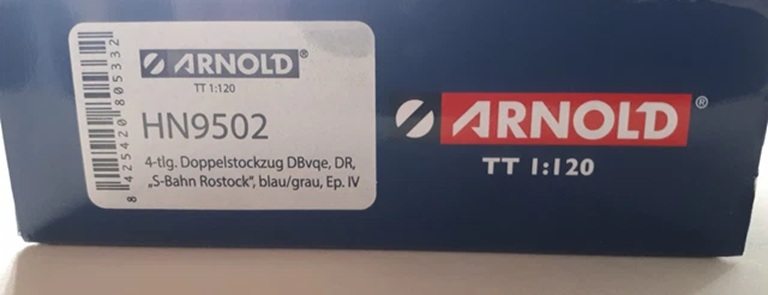 ARNOLD®
TT 1:120
HN9502
4-tlg. Doppelstockzug DBvqe, DR,
„S-Bahn Rostock“, blau/grau, Ep. IV
8 425420 805332
ARNOLD®
TT 1:120